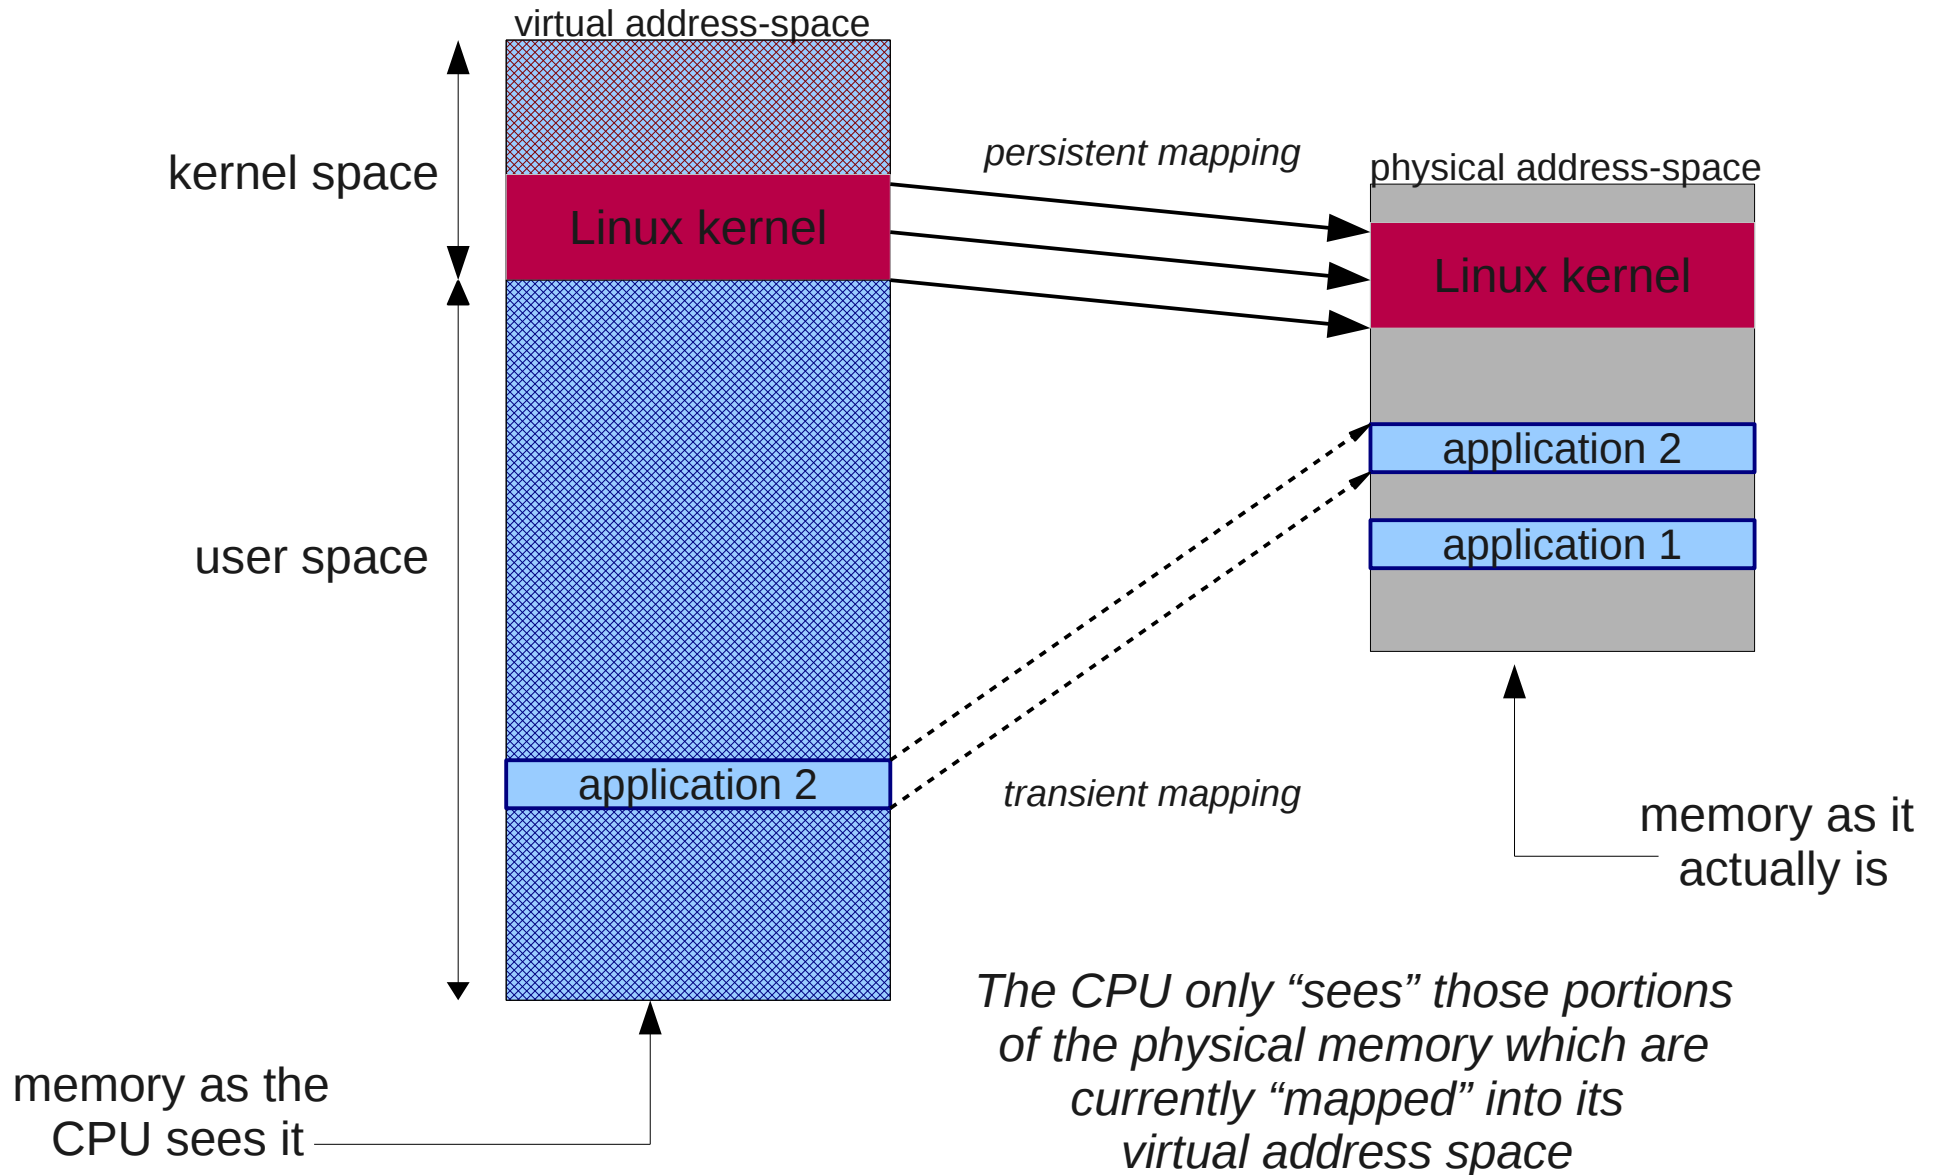 virtual address-space
persistent mapping
physical address-space
kernel space
Linux kernel
Linux kernel
application 2
application 1
user space
application 2
transient mapping
memory as it
actually is
The CPU only “sees” those portions
of the physical memory which are
currently “mapped” into its
virtual address space
memory as the
CPU sees it